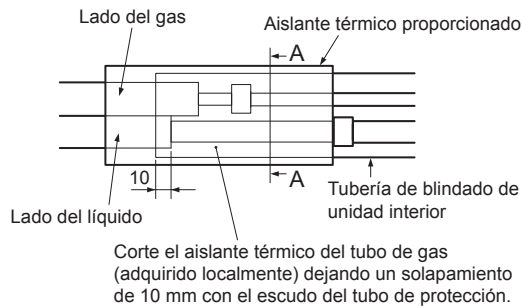 Lado del gas
Aislante térmico proporcionado
A
A
10
Lado del líquido
Tubería de blindado de
unidad interior
Corte el aislante térmico del tubo de gas
(adquirido localmente) dejando un solapamiento
de 10 mm con el escudo del tubo de protección.